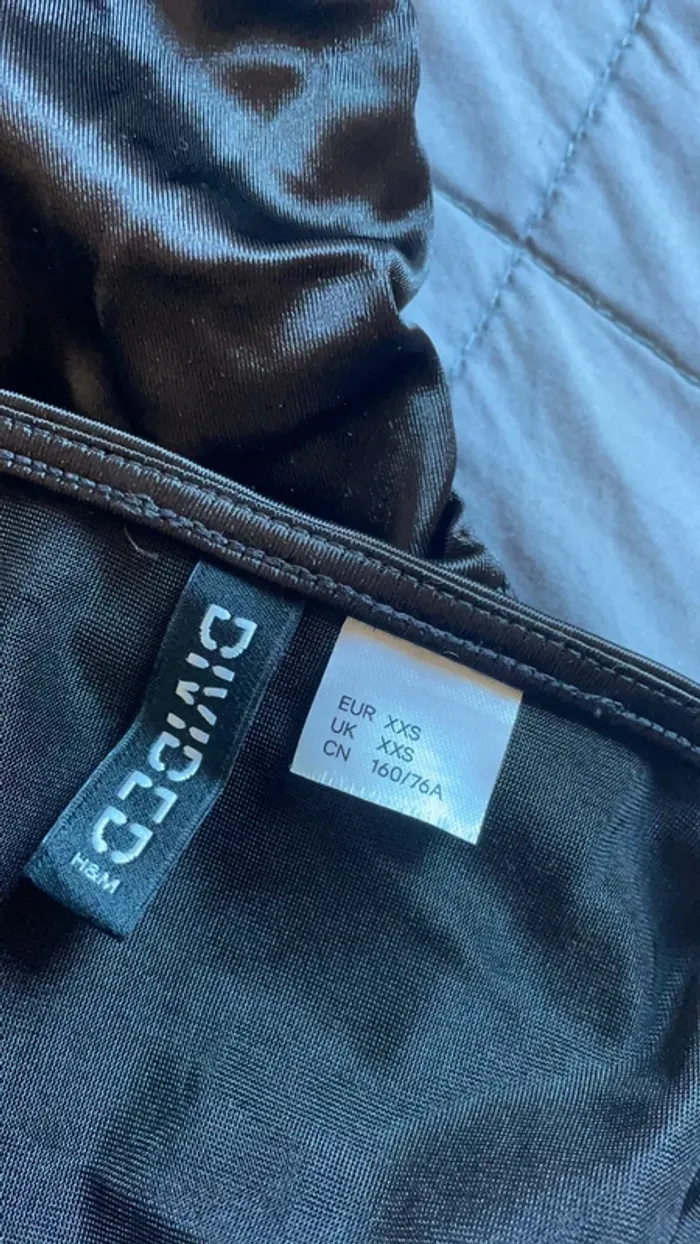 DIVIDED
H&M
EUR XXS
UK XXS
CN 160/76A